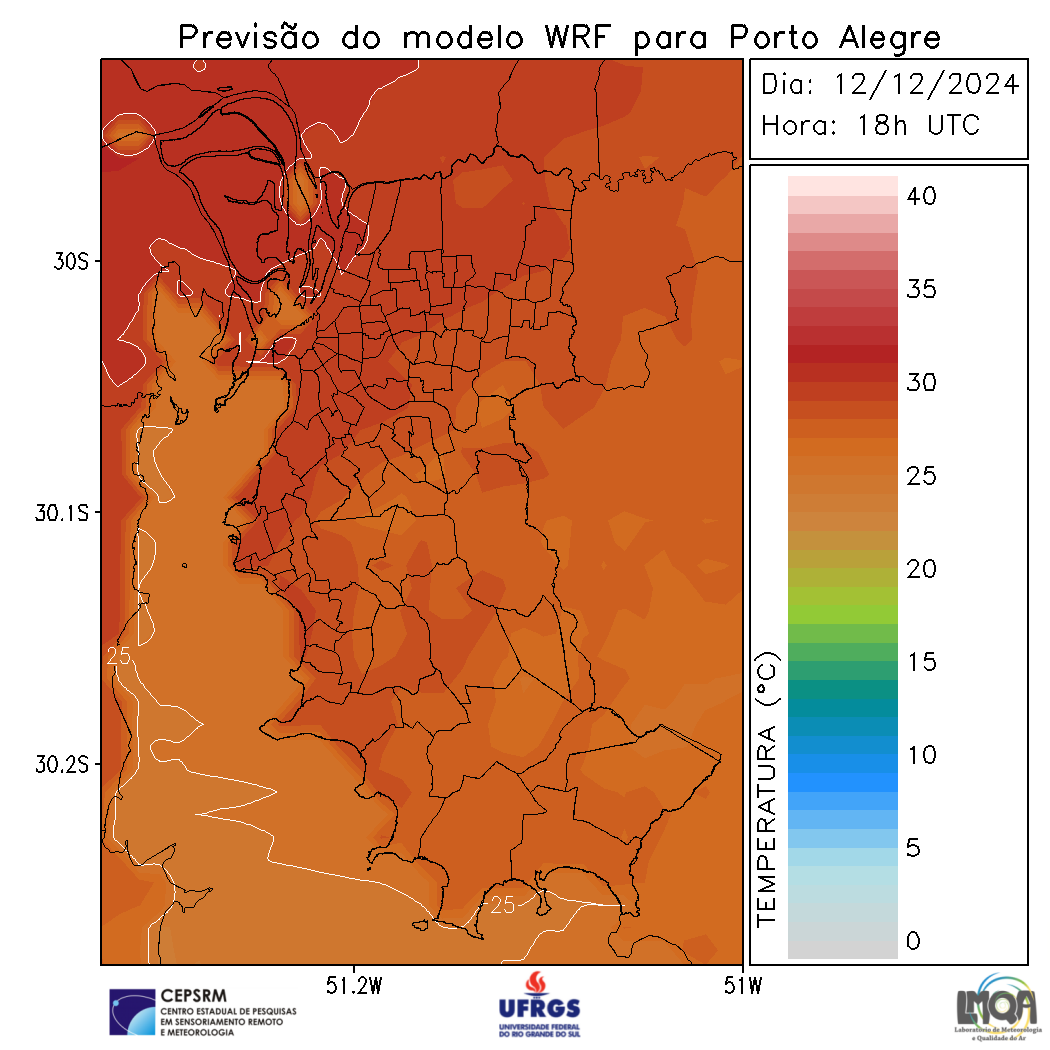 Previsão do modelo WRF para Porto Alegre
Dia: 12/12/2024
Hora: 18h UTC
40
35
30
25
20
15
10
5
0
TEMPERATURA (°C)
30S
30.1S
30.2S
25
25
51.2W
51W
CEPSRM
CENTRO ESTADUAL DE PESQUISAS
EM SENSORIAMENTO REMOTO
E METEOROLOGIA
UFRGS
UNIVERSIDADE FEDERAL
DO RIO GRANDE DO SUL
LMQA
Laboratório de Meteorologia
e Qualidade do Ar